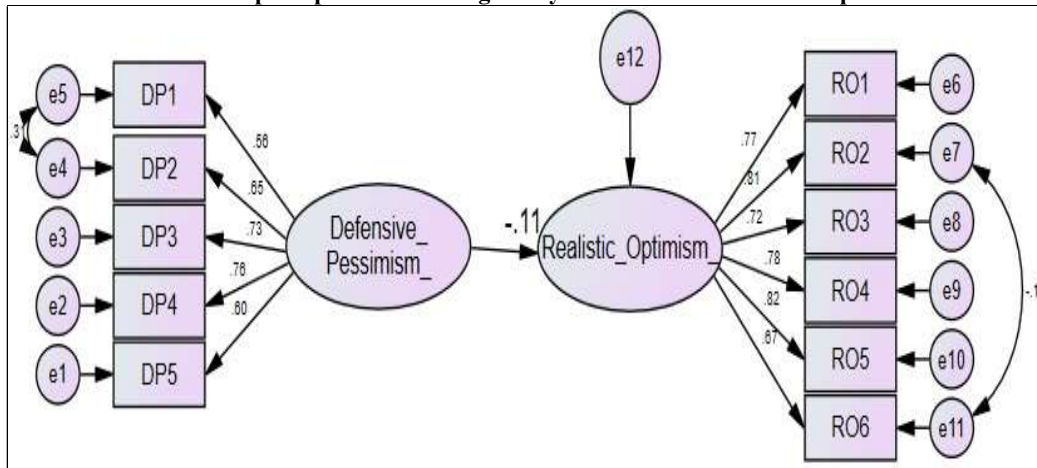 e5
DP1
.56
.3
e4
DP2
.65
e3
DP3
.73
e2
DP4
.76
e1
DP5
.60
Defensive_
Pessimism_
-.11
e12
Realistic_Optimism_
.77
RO1
e6
.81
RO2
e7
.72
RO3
e8
.78
RO4
e9
.82
RO5
e10
.67
RO6
e11
-.1